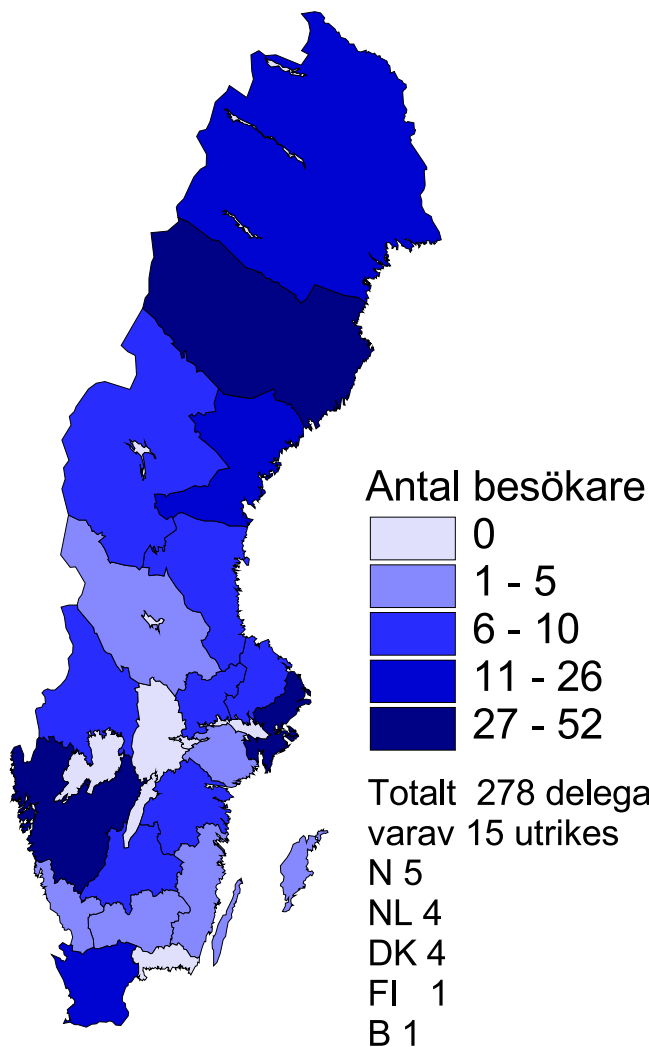 Antal besökare
0
1 - 5
6 - 10
11 - 26
27 - 52
Totalt 278 delega
varav 15 utrikes
N 5
NL 4
DK 4
FI 1
B 1